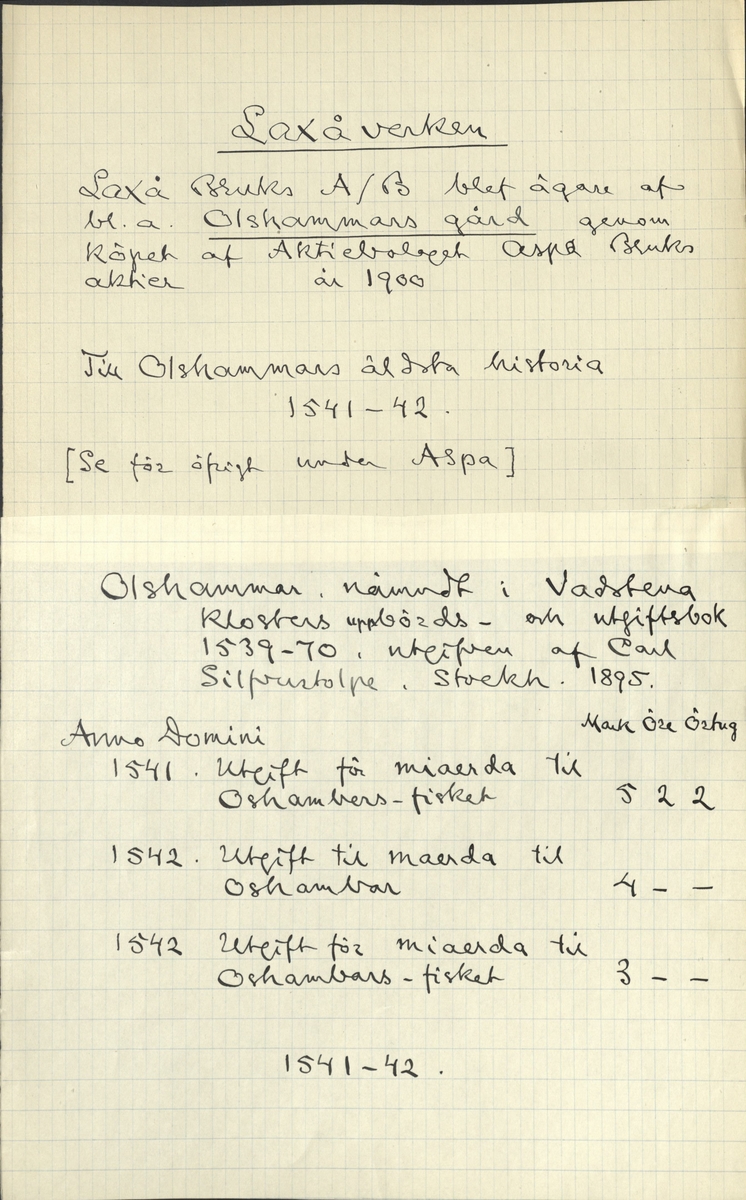 Laxå verken
Laxå Bruks A/B blef ägare af
bl. a. Olshammars gård genom
köpet af Aktiebolaget Aspa Bruks
aktier år 1900
Till Olshammars äldsta historia
1541-42.
[Se för öfrigt under Aspa]
Olshammar, nämndt i Vadstena
klosters uppbörds- och utgiftsbok
1539-70, utgifven af Carl
Silfverstolpe, Stockh. 1895.
Mark Öre Örtug
Anno Domini
1541. Utgift för miaerda til
Oshambers-fisket 5 2 2
1542. Utgift til maerda til
Oshambar 4 - -
1542 Utgift för miaerda til
Oshambars-fisket 3 - -
1541-42.